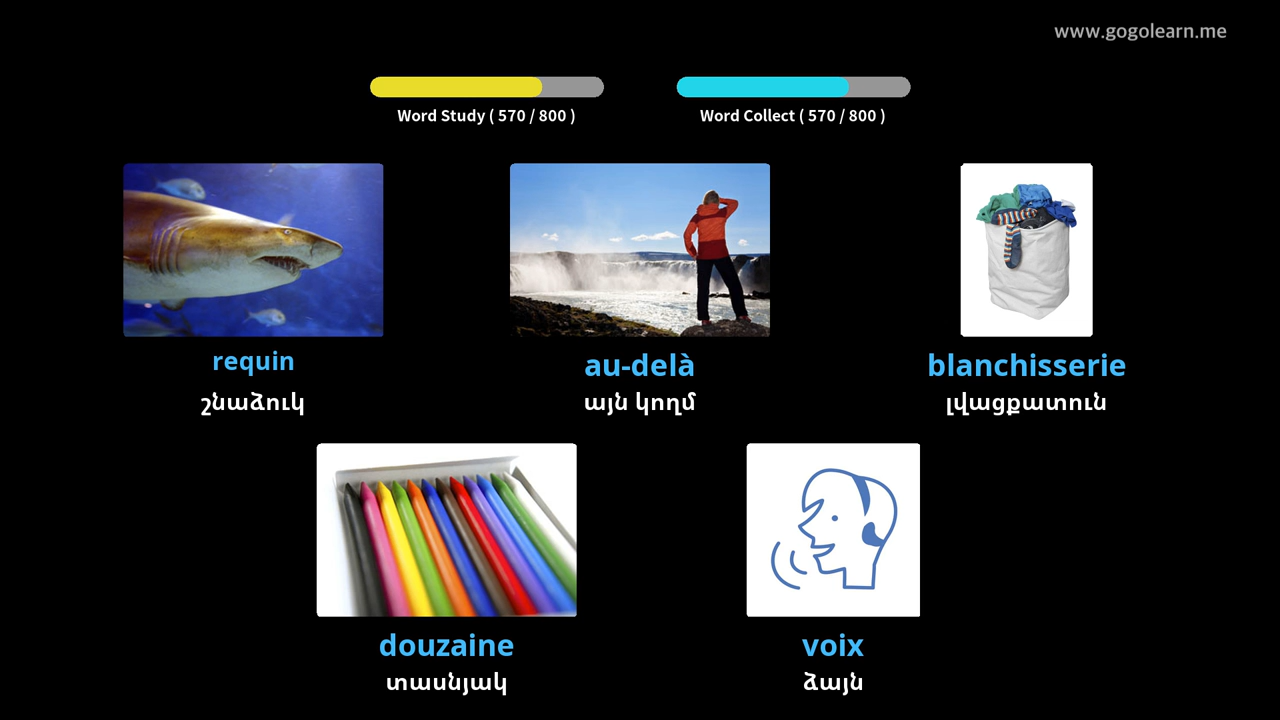 www.gogolearn.me
Word Study ( 570 / 800 )
Word Collect ( 570 / 800 )
requin
շնաձուկ
au-delà
այն կողմ
blanchisserie
լվացքատուն
douzaine
տասնյակ
voix
ձայն